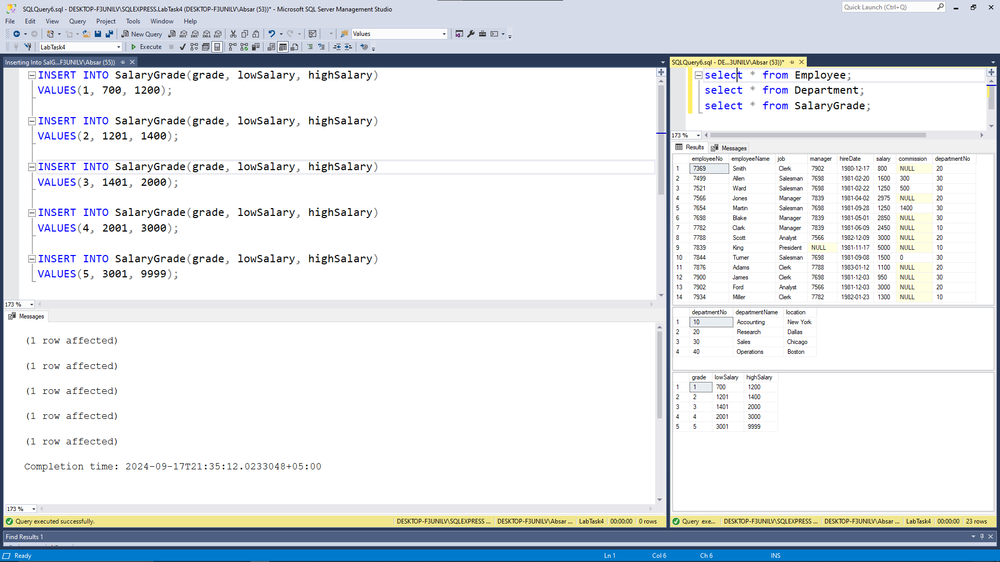 SQLQuery6.sql - DESKTOP-F3UNILV\SQLEXPRESS.LabTask4 (DESKTOP-F3UNILV\Absar (53))* - Microsoft SQL Server Management Studio
Quick Launch (Ctrl+Q)
File Edit View Query Project Tools Window Help
New Query MDX DMX XMLA DAX Values
LabTask4 Execute
Inserting Into SalG...F3UNILV\Absar (55))
INSERT INTO SalaryGrade(grade, lowSalary, highSalary)
VALUES(1, 700, 1200);
INSERT INTO SalaryGrade(grade, lowSalary, highSalary)
VALUES(2, 1201, 1400);
INSERT INTO SalaryGrade(grade, lowSalary, highSalary)
VALUES(3, 1401, 2000);
INSERT INTO SalaryGrade(grade, lowSalary, highSalary)
VALUES(4, 2001, 3000);
INSERT INTO SalaryGrade(grade, lowSalary, highSalary)
VALUES(5, 3001, 9999);
173 %
Messages
(1 row affected)
(1 row affected)
(1 row affected)
(1 row affected)
(1 row affected)
Completion time: 2024-09-17T21:35:12.0233048+05:00
173 %
Query executed successfully. DESKTOP-F3UNILV\SQLEXPRESS ... DESKTOP-F3UNILV\Absar ... LabTask4 00:00:00 0 rows
SQLQuery6.sql - DE...3UNILV\Absar (53))*
select * from Employee;
select * from Department;
select * from SalaryGrade;
173 %
Results Messages
employeeNo employeeName job manager hireDate salary commission departmentNo
1 7369 Smith Clerk 7902 1980-12-17 800 NULL 20
2 7499 Allen Salesman 7698 1981-02-20 1600 300 30
3 7521 Ward Salesman 7698 1981-02-22 1250 500 30
4 7566 Jones Manager 7839 1981-04-02 2975 NULL 20
5 7654 Martin Salesman 7698 1981-09-28 1250 1400 30
6 7698 Blake Manager 7839 1981-05-01 2850 NULL 30
7 7782 Clark Manager 7839 1981-06-09 2450 NULL 10
8 7788 Scott Analyst 7566 1982-12-09 3000 NULL 20
9 7839 King President NULL 1981-11-17 5000 NULL 10
10 7844 Turner Salesman 7698 1981-09-08 1500 0 30
11 7876 Adams Clerk 7788 1983-01-12 1100 NULL 20
12 7900 James Clerk 7698 1981-12-03 950 NULL 30
13 7902 Ford Analyst 7566 1981-12-03 3000 NULL 20
14 7934 Miller Clerk 7782 1982-01-23 1300 NULL 10
departmentNo departmentName location
1 10 Accounting New York
2 20 Research Dallas
3 30 Sales Chicago
4 40 Operations Boston
grade lowSalary highSalary
1 1 700 1200
2 2 1201 1400
3 3 1401 2000
4 4 2001 3000
5 5 3001 9999
Query exe... DESKTOP-F3UNILV\SQLEXPRESS ... DESKTOP-F3UNILV\Absar ... LabTask4 00:00:00 23 rows
Find Results 1
Ready Ln 1 Col 6 Ch 6 INS